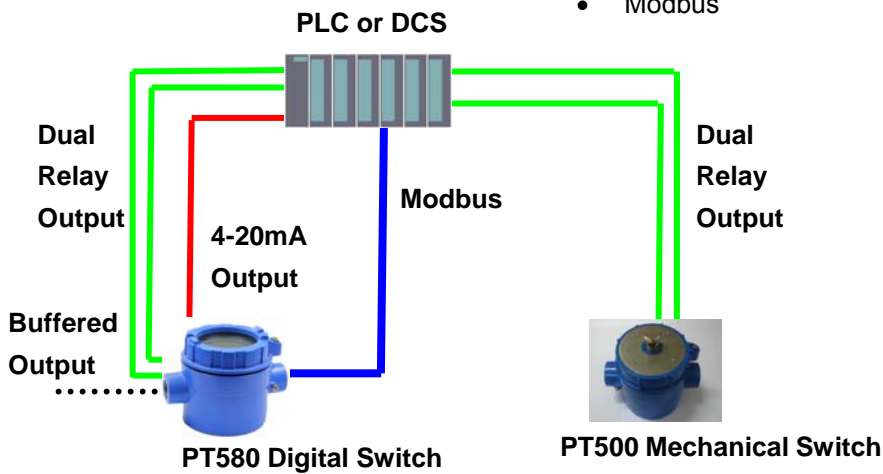 • Modbus
PLC or DCS
Dual
Relay
Output
4-20mA
Output
Modbus
Dual
Relay
Output
Buffered
Output
PT580 Digital Switch
PT500 Mechanical Switch